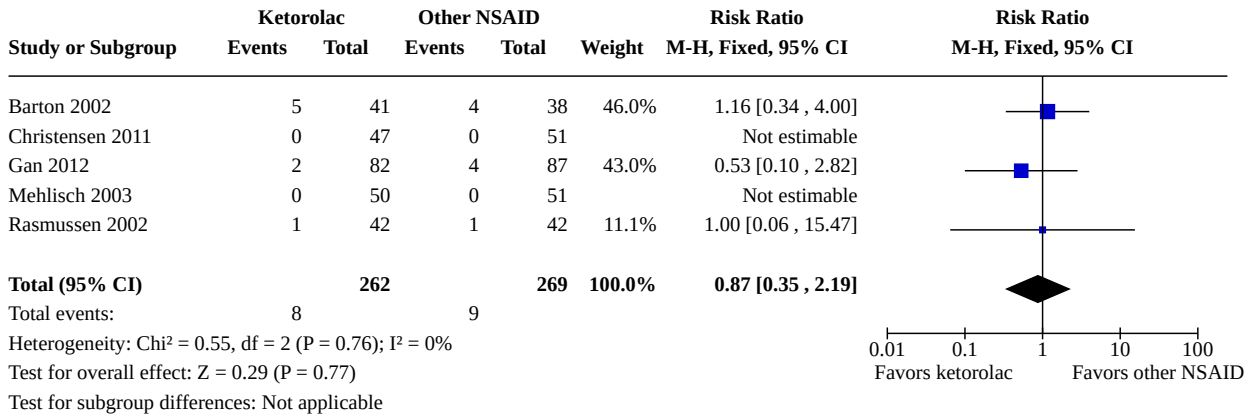 Ketorolac Other NSAID Risk Ratio Risk Ratio
Study or Subgroup Events Total Events Total Weight M-H, Fixed, 95% CI M-H, Fixed, 95% CI
Barton 2002 5 41 4 38 46.0% 1.16 [0.34 , 4.00]
Christensen 2011 0 47 0 51 Not estimable
Gan 2012 2 82 4 87 43.0% 0.53 [0.10 , 2.82]
Mehlisch 2003 0 50 0 51 Not estimable
Rasmussen 2002 1 42 1 42 11.1% 1.00 [0.06 , 15.47]
Total (95% CI) 262 269 100.0% 0.87 [0.35 , 2.19]
Total events: 8 9
Heterogeneity: Chi² = 0.55, df = 2 (P = 0.76); I² = 0%
0.01 0.1 1 10 100
Test for overall effect: Z = 0.29 (P = 0.77)
Favors ketorolac Favors other NSAID
Test for subgroup differences: Not applicable